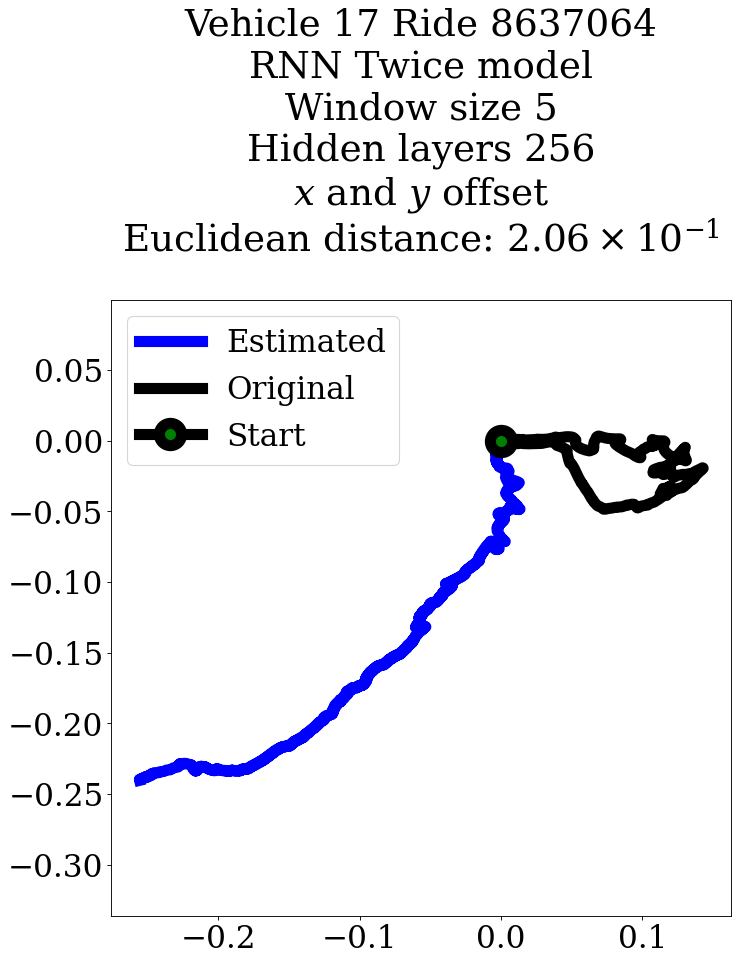 Vehicle 17 Ride 8637064
RNN Twice model
Window size 5
Hidden layers 256
x and y offset
Euclidean distance: 2.06 × 10⁻¹
Estimated
Original
Start
0.05
0.00
−0.05
−0.10
−0.15
−0.20
−0.25
−0.30
−0.2 −0.1 0.0 0.1